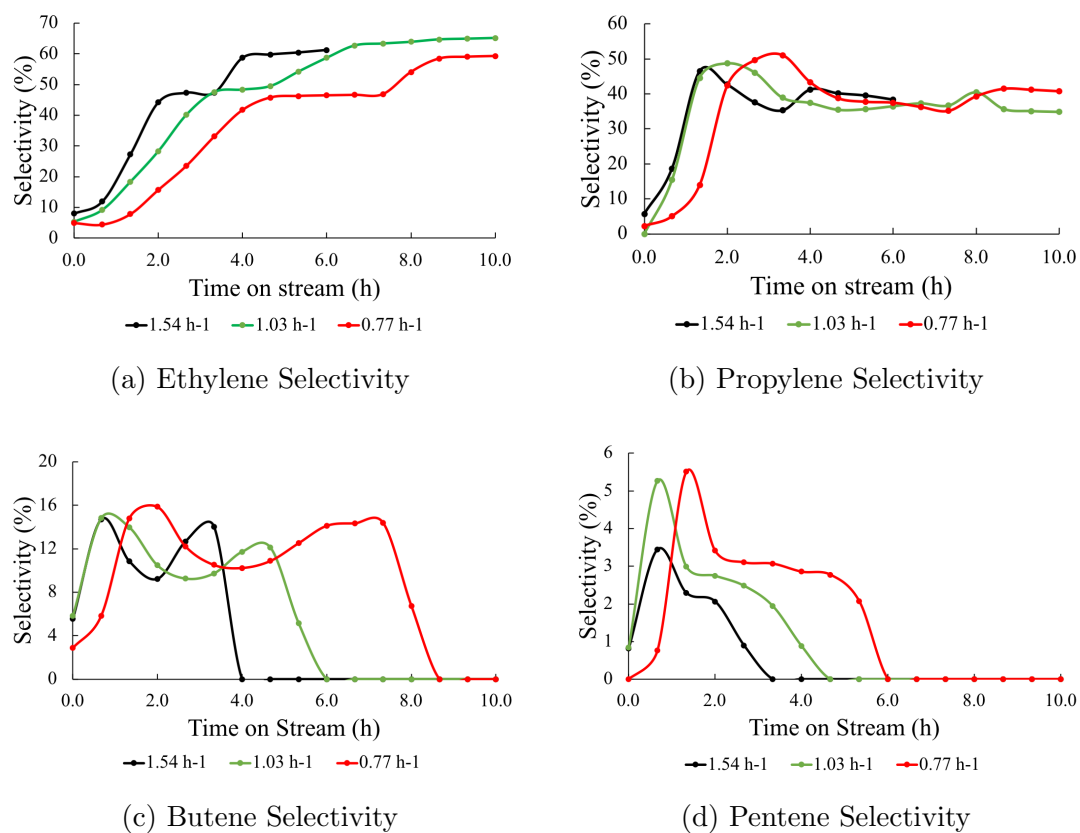 70
60
50
40
30
20
10
0
Selectivity (%)
0.0 2.0 4.0 6.0 8.0 10.0
Time on stream (h)
1.54 h-1 1.03 h-1 0.77 h-1
(a) Ethylene Selectivity
60
50
40
30
20
10
0
Selectivity (%)
0.0 2.0 4.0 6.0 8.0 10.0
Time on stream (h)
1.54 h-1 1.03 h-1 0.77 h-1
(b) Propylene Selectivity
20
16
12
8
4
0
Selectivity (%)
0.0 2.0 4.0 6.0 8.0 10.0
Time on Stream (h)
1.54 h-1 1.03 h-1 0.77 h-1
(c) Butene Selectivity
6
5
4
3
2
1
0
Selectivity (%)
0.0 2.0 4.0 6.0 8.0 10.0
Time on Stream (h)
1.54 h-1 1.03 h-1 0.77 h-1
(d) Pentene Selectivity